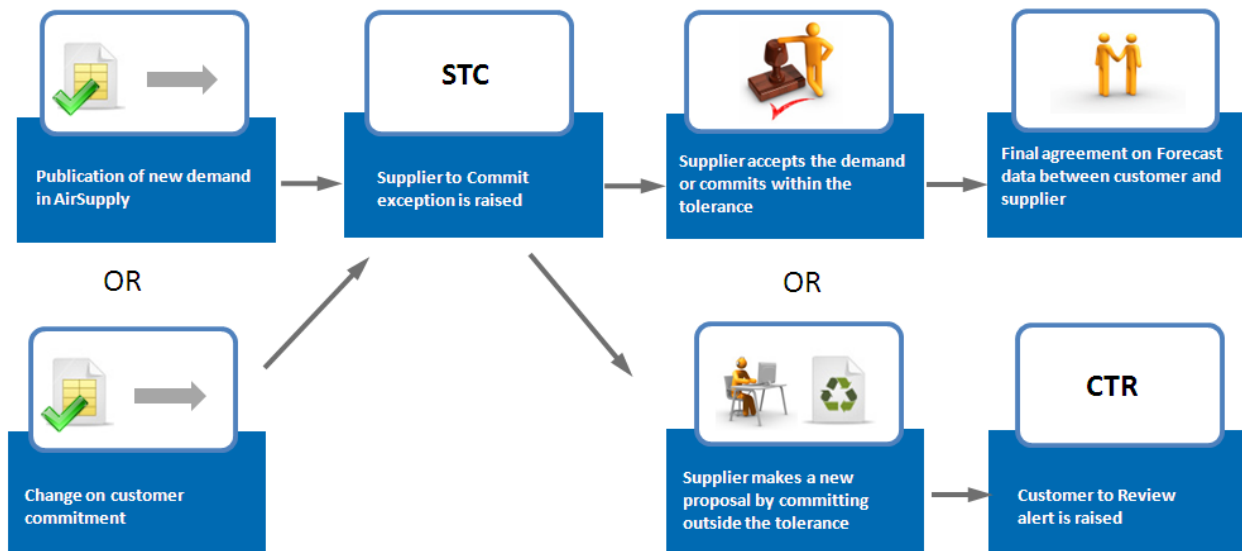 STC
Publication of new demand
in AirSupply
Supplier to Commit
exception is raised
Supplier accepts the demand
or commits within the
tolerance
Final agreement on Forecast
data between customer and
supplier
OR
OR
CTR
Change on customer
commitment
Supplier makes a new
proposal by committing
outside the tolerance
Customer to Review
alert is raised